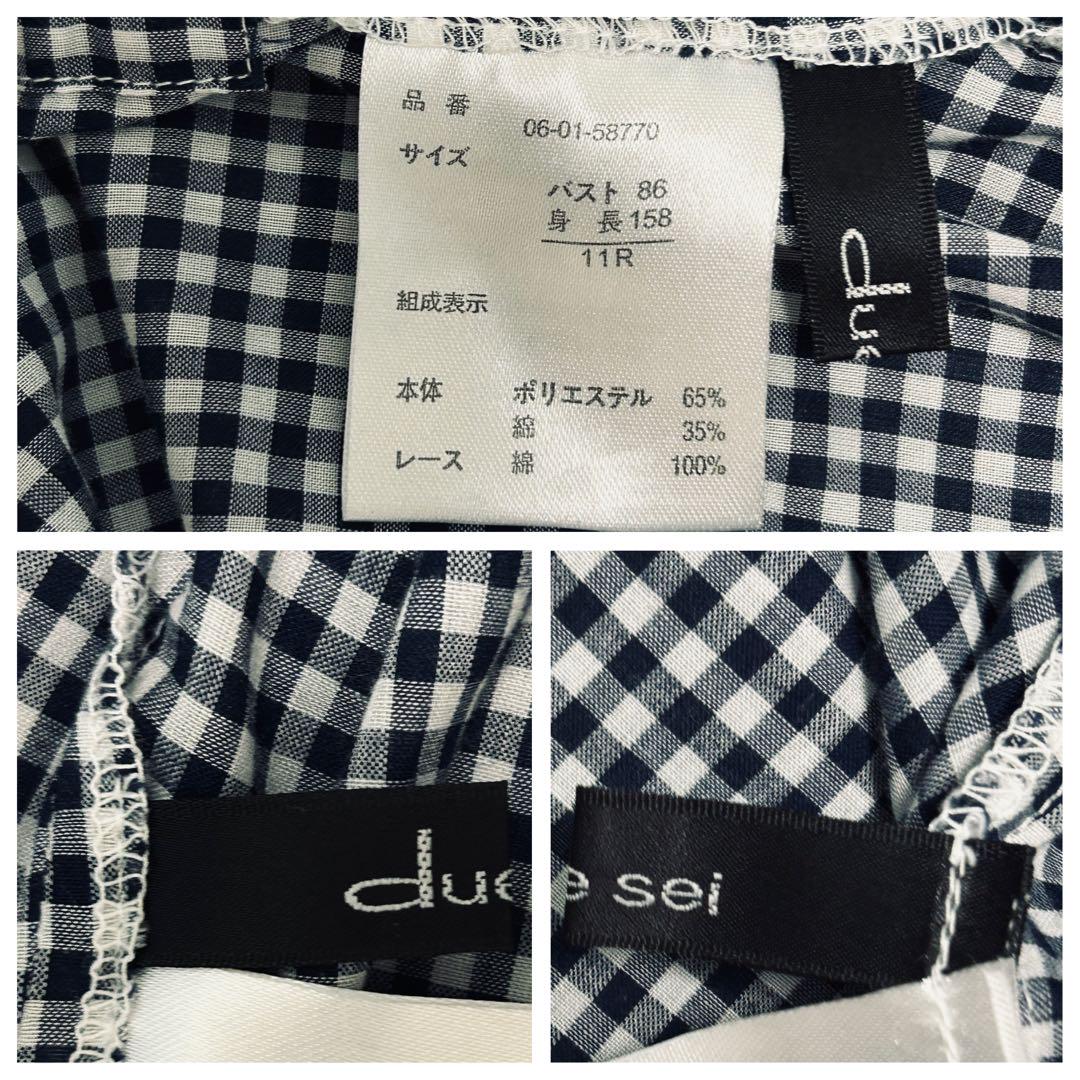 品番
06-01-58770
サイズ
バスト 86
身長 158
11R
組成表示
本体 ポリエステル 65%
綿 35%
レース 綿 100%
due
due
e sei